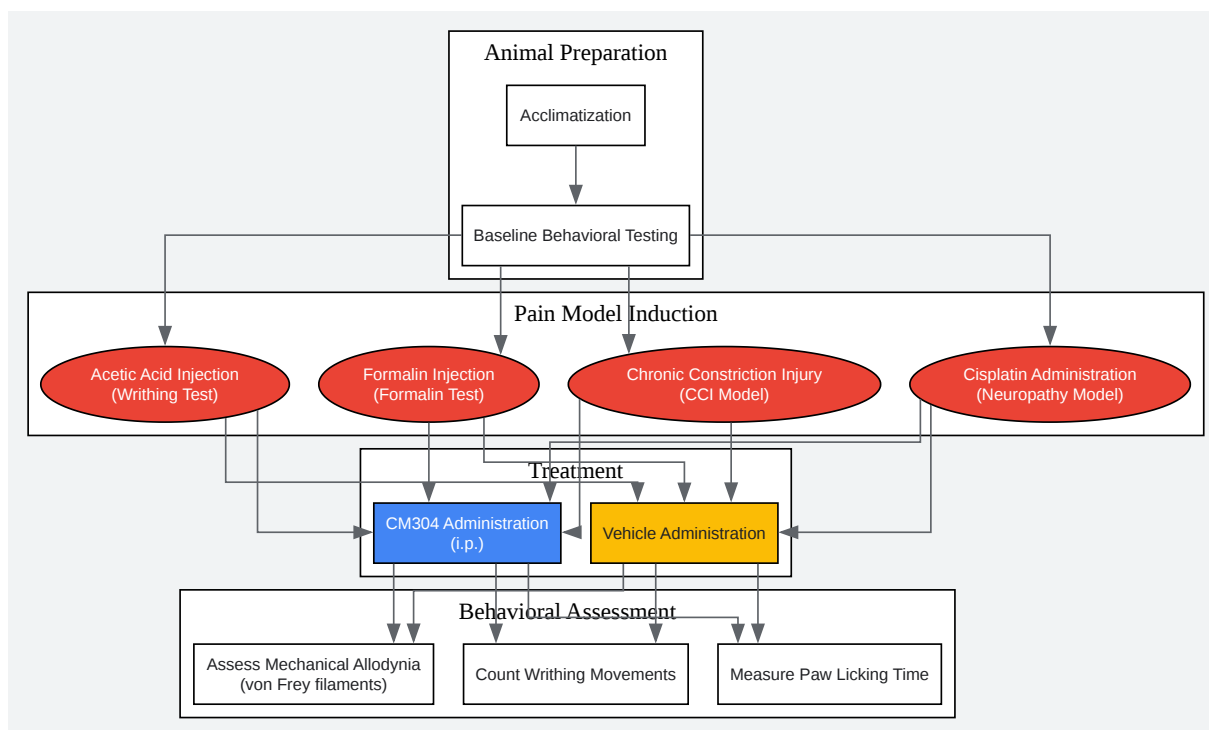 Animal Preparation
Acclimatization
Baseline Behavioral Testing
Pain Model Induction
Acetic Acid Injection
(Writhing Test)
Formalin Injection
(Formalin Test)
Chronic Constriction Injury
(CCI Model)
Cisplatin Administration
(Neuropathy Model)
Treatment
CM304 Administration
(i.p.)
Vehicle Administration
Behavioral Assessment
Assess Mechanical Allodynia
(von Frey filaments)
Count Writhing Movements
Measure Paw Licking Time